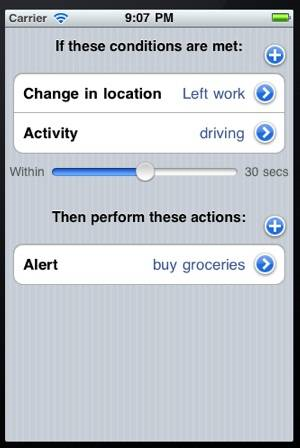 Carrier 9:07 PM
If these conditions are met:
Change in location Left work
Activity driving
Within 30 secs
Then perform these actions:
Alert buy groceries